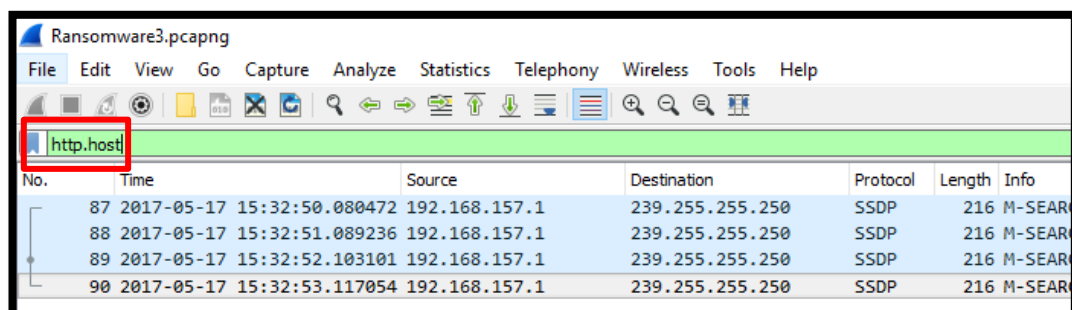 Ransomware3.pcapng
File Edit View Go Capture Analyze Statistics Telephony Wireless Tools Help
http.host
No. Time Source Destination Protocol Length Info
87 2017-05-17 15:32:50.080472 192.168.157.1 239.255.255.250 SSDP 216 M-SEAR
88 2017-05-17 15:32:51.089236 192.168.157.1 239.255.255.250 SSDP 216 M-SEAR
89 2017-05-17 15:32:52.103101 192.168.157.1 239.255.255.250 SSDP 216 M-SEAR
90 2017-05-17 15:32:53.117054 192.168.157.1 239.255.255.250 SSDP 216 M-SEAR